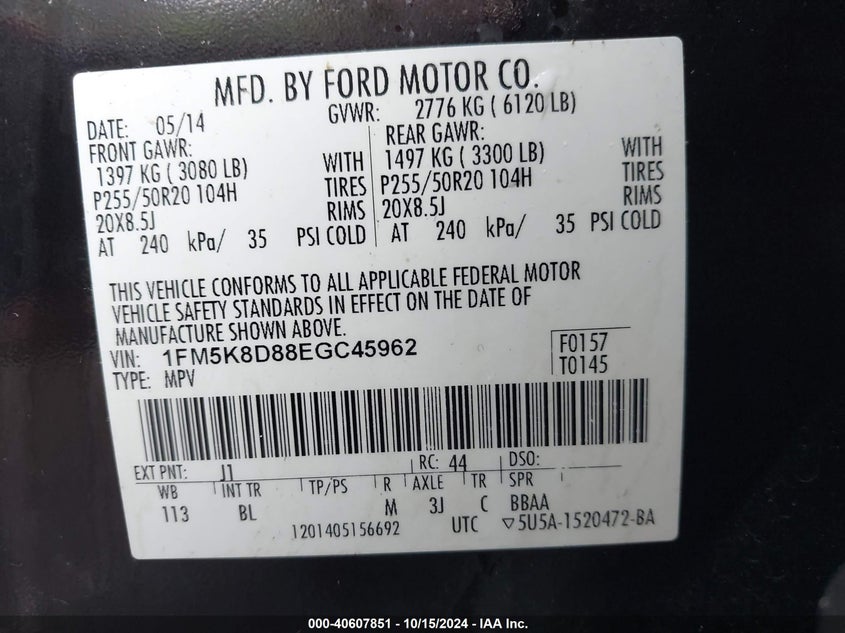 MFD. BY FORD MOTOR CO.
DATE: 05/14 GVWR: 2776 KG ( 6120 LB)
FRONT GAWR: REAR GAWR:
1397 KG ( 3080 LB) WITH 1497 KG ( 3300 LB) WITH
P255/50R20 104H TIRES P255/50R20 104H TIRES
20X8.5J RIMS 20X8.5J RIMS
AT 240 kPa/ 35 PSI COLD AT 240 kPa/ 35 PSI COLD
THIS VEHICLE CONFORMS TO ALL APPLICABLE FEDERAL MOTOR
VEHICLE SAFETY STANDARDS IN EFFECT ON THE DATE OF
MANUFACTURE SHOWN ABOVE.
VIN: 1FM5K8D88EGC45962 F0157
TYPE: MPV T0145
EXT PNT: J1 RC: 44 DSO:
WB INT TR TP/PS R AXLE TR SPR
113 BL M 3J C BBAA
1201405156692 UTC ▽5U5A-1520472-BA
000-40607851 - 10/15/2024 - IAA Inc.